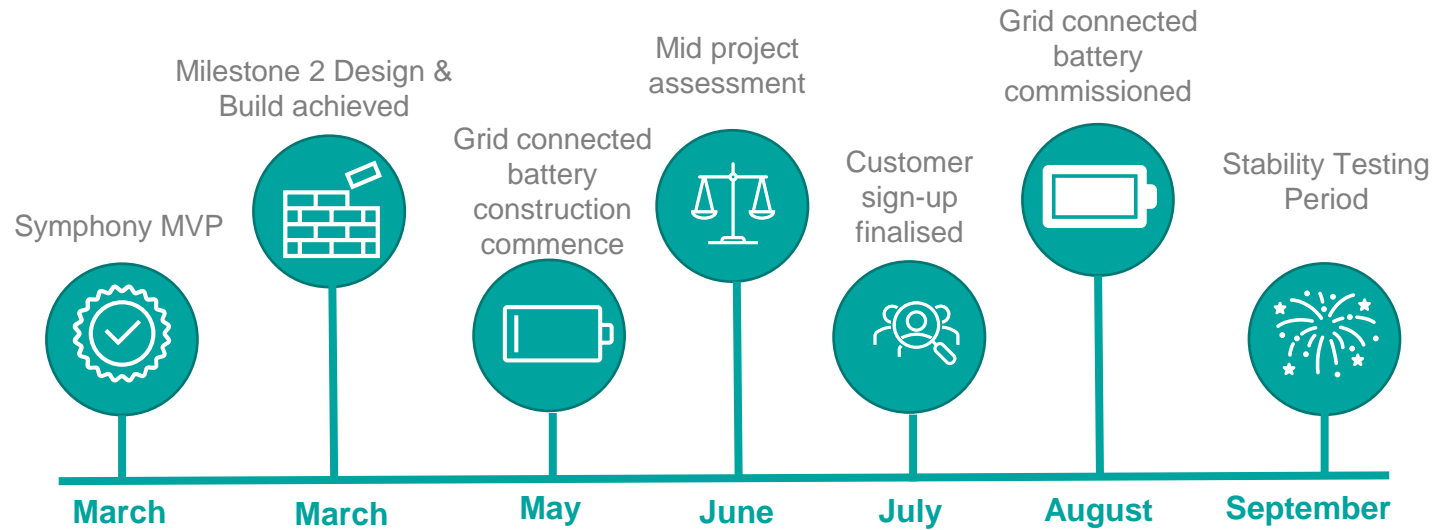 Symphony MVP
Milestone 2 Design &
Build achieved
Grid connected
battery
construction
commence
Mid project
assessment
Customer
sign-up
finalised
Grid connected
battery
commissioned
Stability Testing
Period
March
March
May
June
July
August
September